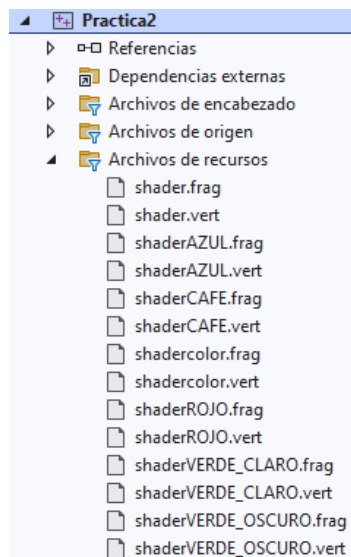 Practica2
Referencias
Dependencias externas
Archivos de encabezado
Archivos de origen
Archivos de recursos
shader.frag
shader.vert
shaderAZUL.frag
shaderAZUL.vert
shaderCAFE.frag
shaderCAFE.vert
shadercolor.frag
shadercolor.vert
shaderROJO.frag
shaderROJO.vert
shaderVERDE_CLARO.frag
shaderVERDE_CLARO.vert
shaderVERDE_OSCURO.frag
shaderVERDE_OSCURO.vert